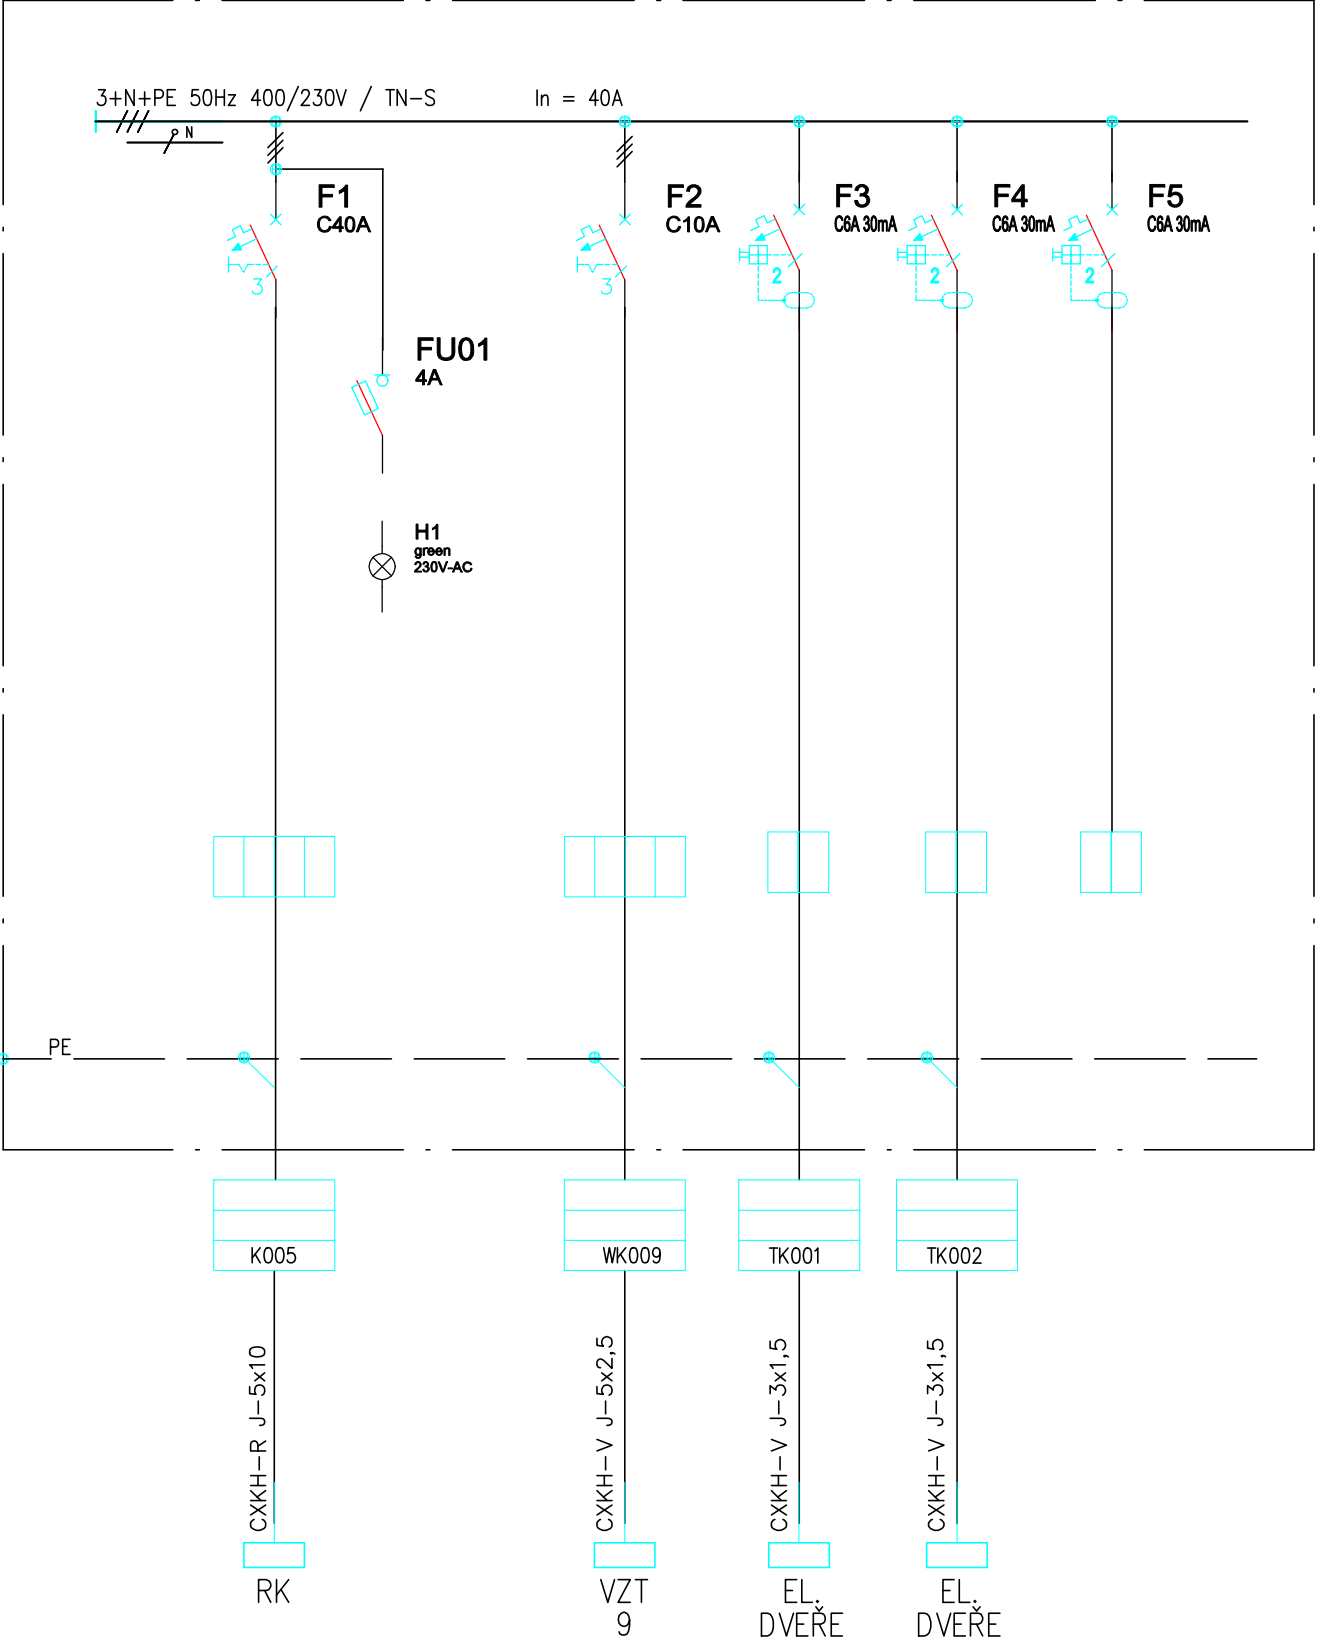 3+N+PE 50Hz 400/230V / TN-S
In = 40A
N
F1
C40A
F2
C10A
F3
C6A 30mA
F4
C6A 30mA
F5
C6A 30mA
3
3
2
2
2
FU01
4A
H1
green
230V-AC
PE
K005
WK009
TK001
TK002
CXKH-R J-5x10
CXKH-V J-5x2,5
CXKH-V J-3x1,5
CXKH-V J-3x1,5
RK
VZT
9
EL.
DVEŘE
EL.
DVEŘE